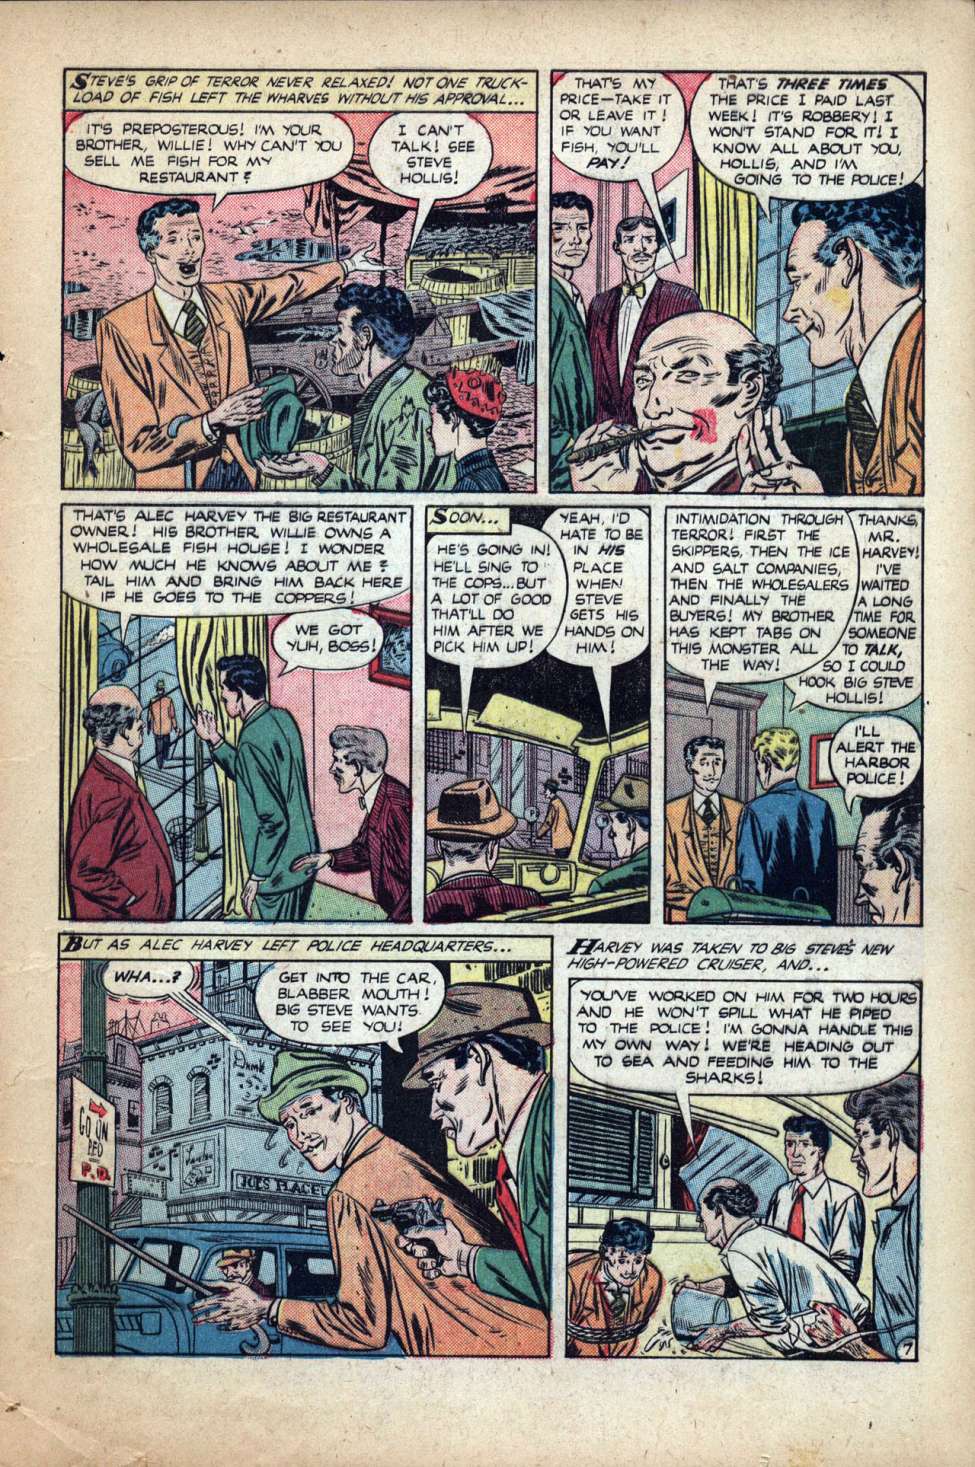 STEVE'S GRIP OF TERROR NEVER RELAXED! NOT ONE TRUCK-
LOAD OF FISH LEFT THE WHARVES WITHOUT HIS APPROVAL...
IT'S PREPOSTEROUS! I'M YOUR
BROTHER, WILLIE! WHY CAN'T YOU
SELL ME FISH FOR MY
RESTAURANT?
I CAN'T
TALK! SEE
STEVE
HOLLIS!
THAT'S MY
PRICE—TAKE IT
OR LEAVE IT!
IF YOU WANT
FISH, YOU'LL
PAY!
THAT'S THREE TIMES
THE PRICE I PAID LAST
WEEK! IT'S ROBBERY! I
WON'T STAND FOR IT! I
KNOW ALL ABOUT YOU,
HOLLIS, AND I'M
GOING TO THE POLICE!
THAT'S ALEC HARVEY THE BIG RESTAURANT
OWNER! HIS BROTHER WILLIE OWNS A
WHOLESALE FISH HOUSE! I WONDER
HOW MUCH HE KNOWS ABOUT ME?
TAIL HIM AND BRING HIM BACK HERE
IF HE GOES TO THE COPPERS!
WE GOT
YUH, BOSS!
SOON...
HE'S GOING IN!
HE'LL SING TO
THE COPS...BUT
A LOT OF GOOD
THAT'LL DO
HIM AFTER WE
PICK HIM UP!
YEAH, I'D
HATE TO BE
IN HIS
PLACE
WHEN
STEVE
GETS HIS
HANDS ON
HIM!
INTIMIDATION THROUGH
TERROR! FIRST THE
SKIPPERS, THEN THE ICE
AND SALT COMPANIES,
THEN THE WHOLESALERS
AND FINALLY THE
BUYERS! MY BROTHER
HAS KEPT TABS ON
THIS MONSTER ALL
THE WAY!
THANKS,
MR.
HARVEY!
I'VE
WAITED
A LONG
TIME FOR
SOMEONE
TO TALK,
SO I COULD
HOOK BIG STEVE
HOLLIS!
I'LL
ALERT THE
HARBOR
POLICE!
BUT AS ALEC HARVEY LEFT POLICE HEADQUARTERS...
WHA...?
GET INTO THE CAR,
BLABBER MOUTH!
BIG STEVE WANTS
TO SEE YOU!
GO ON
RED
P.D.
Drink
JOES PLACE
HARVEY WAS TAKEN TO BIG STEVE'S NEW
HIGH-POWERED CRUISER, AND...
YOU'VE WORKED ON HIM FOR TWO HOURS
AND HE WON'T SPILL WHAT HE PIPED
TO THE POLICE! I'M GONNA HANDLE THIS
MY OWN WAY! WE'RE HEADING OUT
TO SEA AND FEEDING HIM TO THE
SHARKS!
7